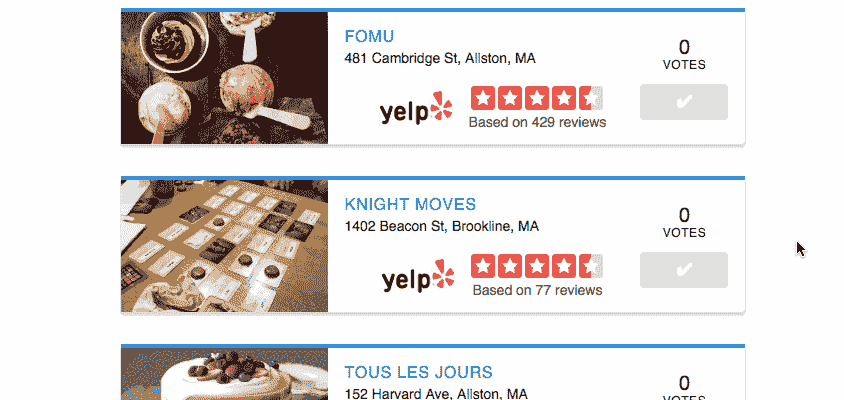 FOMU
481 Cambridge St, Allston, MA
0
VOTES
yelp
Based on 429 reviews
KNIGHT MOVES
1402 Beacon St, Brookline, MA
0
VOTES
yelp
Based on 77 reviews
TOUS LES JOURS
152 Harvard Ave, Allston, MA
0
VOTES